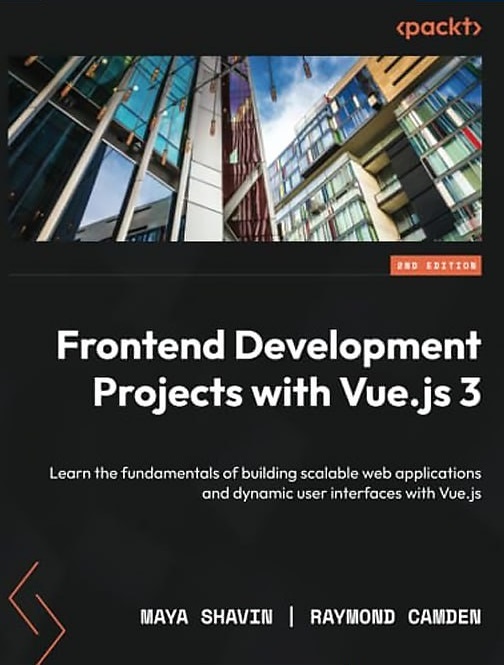 <packt>
2ND EDITION
Frontend Development
Projects with Vue.js 3
Learn the fundamentals of building scalable web applications
and dynamic user interfaces with Vue.js
MAYA SHAVIN | RAYMOND CAMDEN